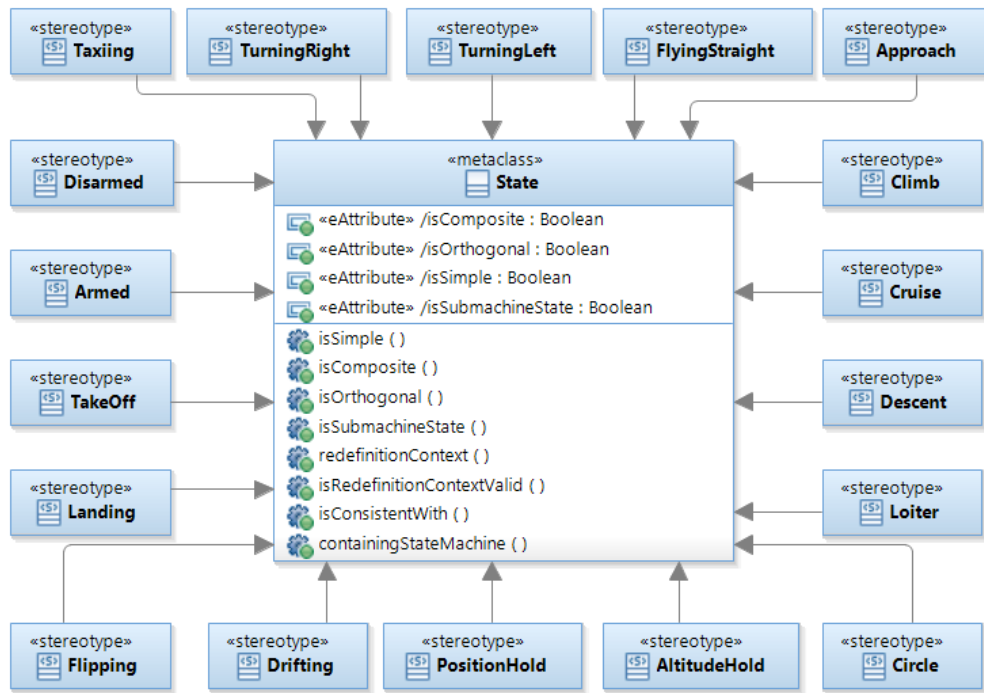 «stereotype»
Taxiing
«stereotype»
TurningRight
«stereotype»
TurningLeft
«stereotype»
FlyingStraight
«stereotype»
Approach
«stereotype»
Disarmed
«stereotype»
Armed
«stereotype»
TakeOff
«stereotype»
Landing
«metaclass»
State
«eAttribute» /isComposite : Boolean
«eAttribute» /isOrthogonal : Boolean
«eAttribute» /isSimple : Boolean
«eAttribute» /isSubmachineState : Boolean
isSimple ( )
isComposite ( )
isOrthogonal ( )
isSubmachineState ( )
redefinitionContext ( )
isRedefinitionContextValid ( )
isConsistentWith ( )
containingStateMachine ( )
«stereotype»
Climb
«stereotype»
Cruise
«stereotype»
Descent
«stereotype»
Loiter
«stereotype»
Flipping
«stereotype»
Drifting
«stereotype»
PositionHold
«stereotype»
AltitudeHold
«stereotype»
Circle